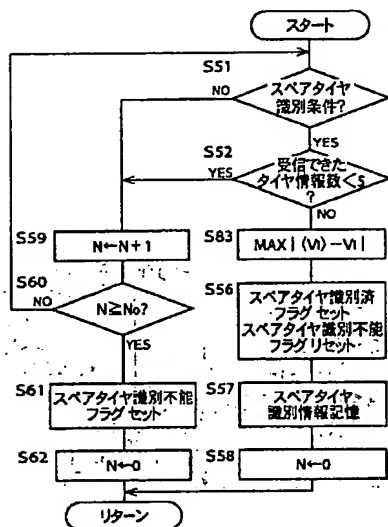 スタート
S51
スペアタイヤ
識別条件?
NO
YES
S52
受信できた
タイヤ情報数<5
?
YES
NO
S59
N←N+1
S83
MAX|(VI)-VI|
S60
N≧No?
NO
YES
S56
スペアタイヤ識別済
フラグセット
スペアタイヤ識別不能
フラグリセット
S61
スペアタイヤ識別不能
フラグセット
S57
スペアタイヤ
識別情報記憶
S62
N←0
S58
N←0
リターン